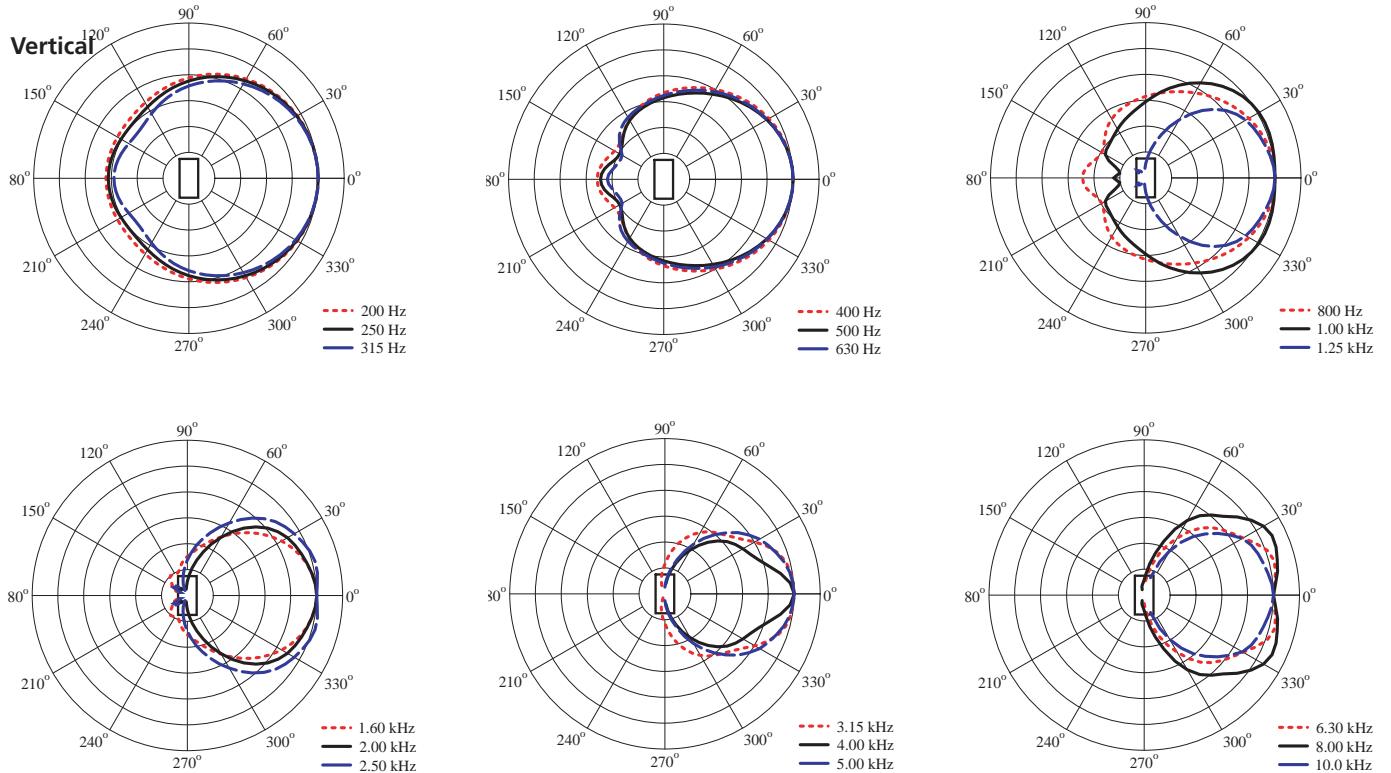 Vertical
90°
120° 60°
150° 30°
80° 0°
210° 330°
240° 300°
270°
200 Hz
250 Hz
315 Hz
90°
120° 60°
150° 30°
80° 0°
210° 330°
240° 300°
270°
400 Hz
500 Hz
630 Hz
90°
120° 60°
150° 30°
80° 0°
210° 330°
240° 300°
270°
800 Hz
1.00 kHz
1.25 kHz
90°
120° 60°
150° 30°
80° 0°
210° 330°
240° 300°
270°
1.60 kHz
2.00 kHz
2.50 kHz
90°
120° 60°
150° 30°
80° 0°
210° 330°
240° 300°
270°
3.15 kHz
4.00 kHz
5.00 kHz
90°
120° 60°
150° 30°
80° 0°
210° 330°
240° 300°
270°
6.30 kHz
8.00 kHz
10.0 kHz